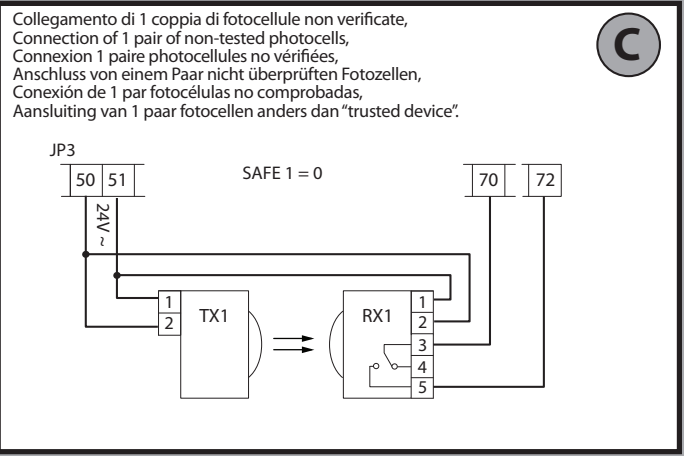 Collegamento di 1 coppia di fotocellule non verificate,
Connection of 1 pair of non-tested photocells,
Connexion 1 paire photocellules no vérifiées,
Anschluss von einem Paar nicht überprüften Fotozellen,
Conexión de 1 par fotocélulas no comprobadas,
Aansluiting van 1 paar fotocellen anders dan “trusted device”.
C
JP3
50 51
SAFE 1 = 0
70 72
24V ~
1
2
TX1
RX1
1
2
3
4
5